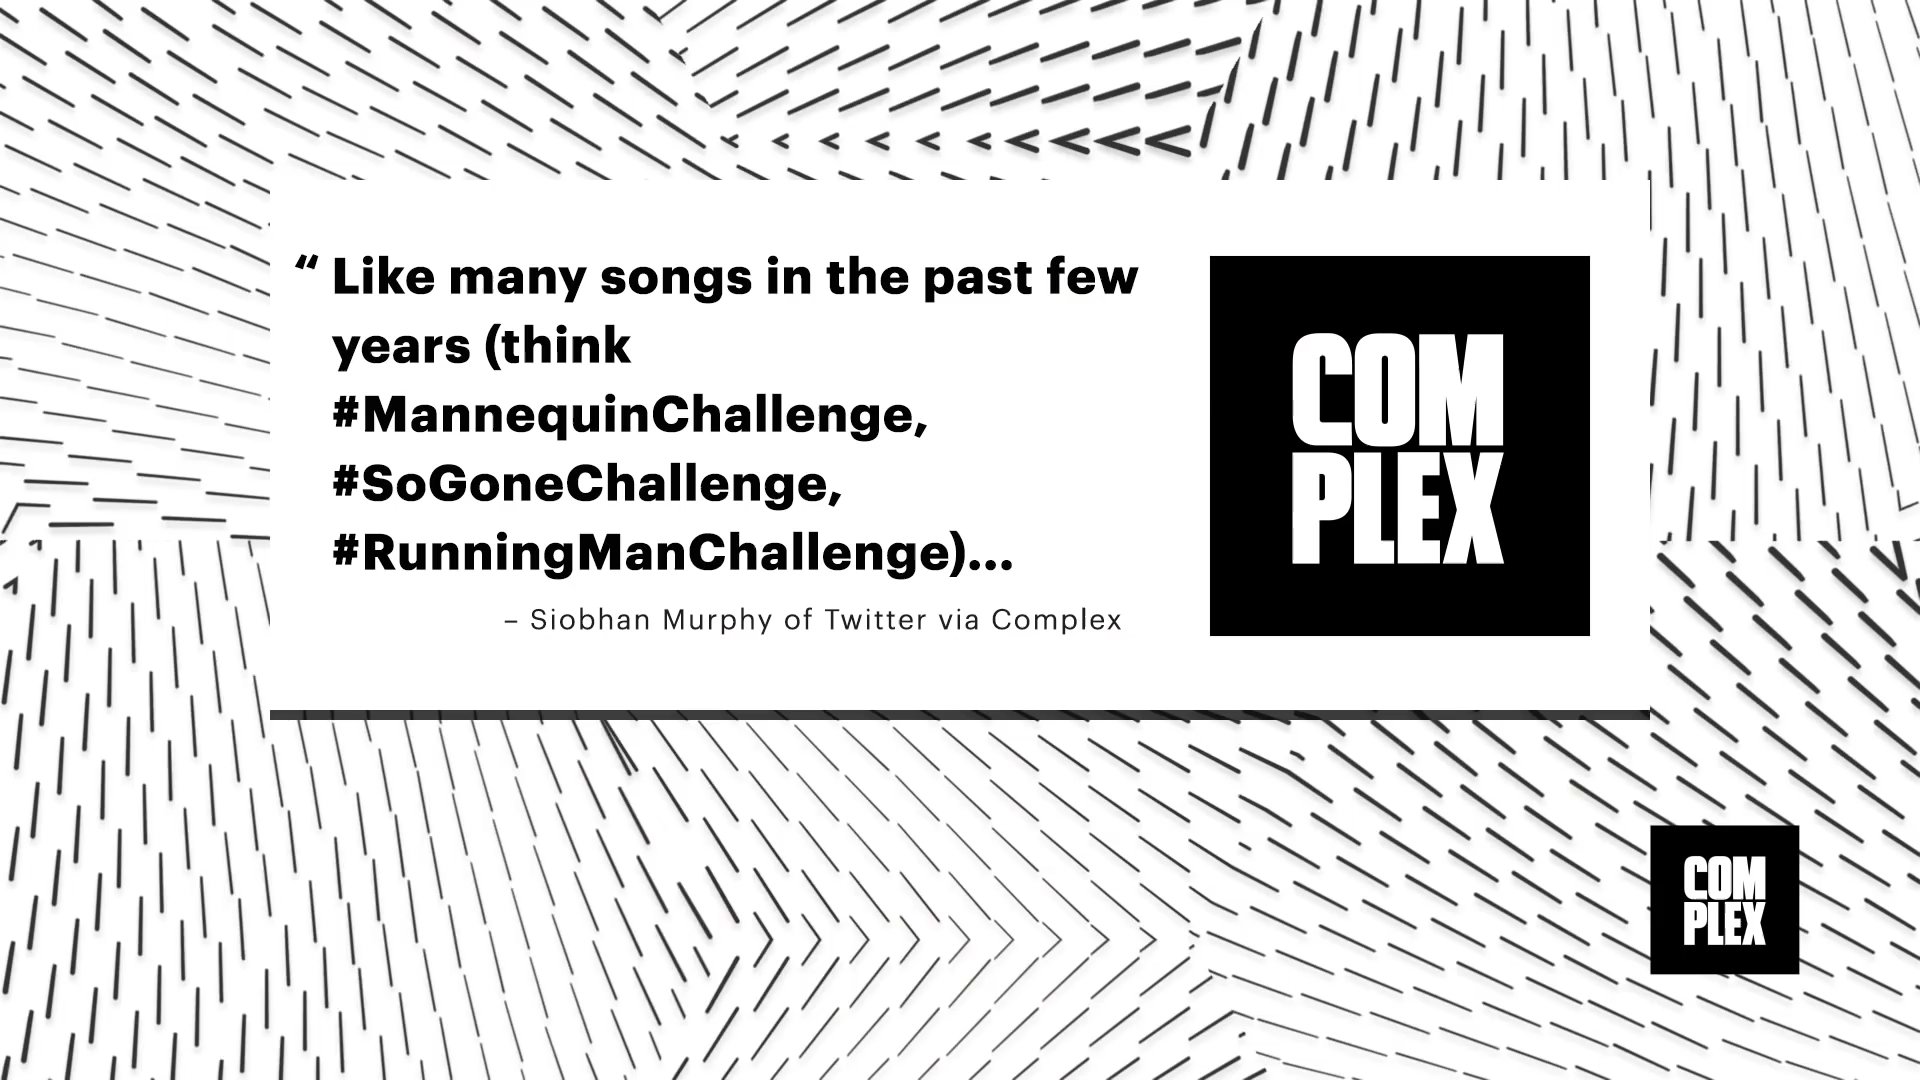 “ Like many songs in the past few
years (think
#MannequinChallenge,
#SoGoneChallenge,
#RunningManChallenge)...
– Siobhan Murphy of Twitter via Complex
COM
PLEX
COM
PLEX